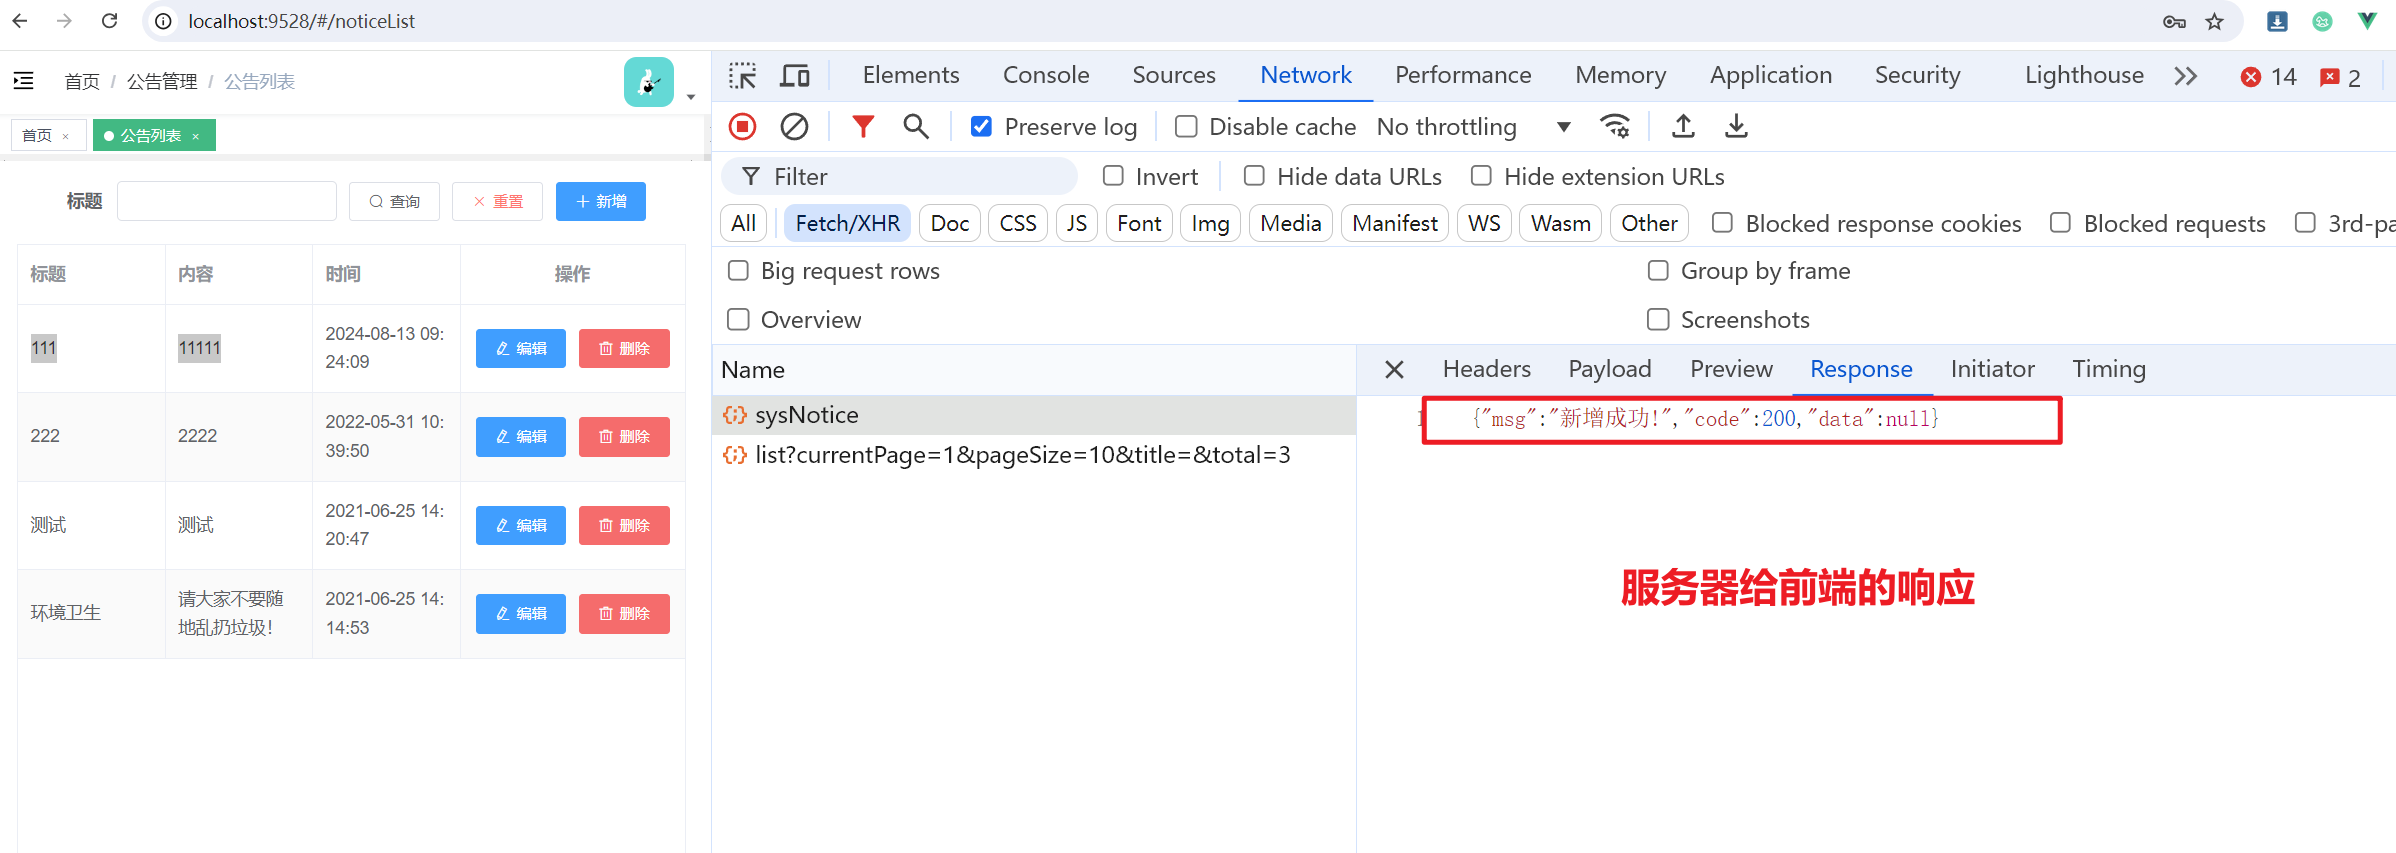 localhost:9528/#/noticeList
首页 / 公告管理 / 公告列表
首页 ×
公告列表 ×
标题
查询
重置
新增
标题 内容 时间 操作
111 11111 2024-08-13 09:
24:09 编辑 删除
222 2222 2022-05-31 10:
39:50 编辑 删除
测试 测试 2021-06-25 14:
20:47 编辑 删除
环境卫生 请大家不要随
地乱扔垃圾! 2021-06-25 14:
14:53 编辑 删除
Elements Console Sources Network Performance Memory Application Security Lighthouse 14 2
Preserve log Disable cache No throttling
Filter Invert Hide data URLs Hide extension URLs
All Fetch/XHR Doc CSS JS Font Img Media Manifest WS Wasm Other Blocked response cookies Blocked requests 3rd-pa
Big request rows Group by frame
Overview Screenshots
Name
sysNotice
list?currentPage=1&pageSize=10&title=&total=3
Headers Payload Preview Response Initiator Timing
1 {"msg":"新增成功!","code":200,"data":null}
服务器给前端的响应